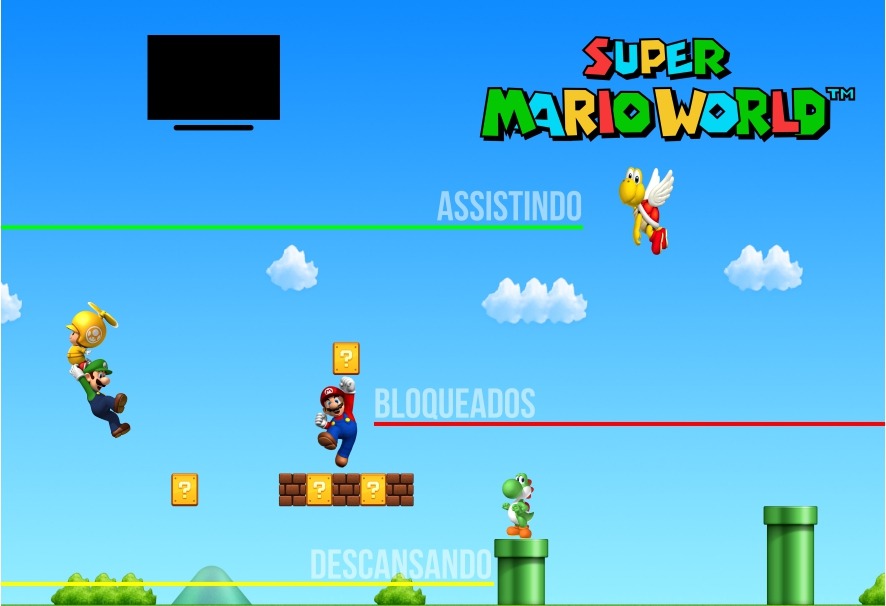 SUPER
MARIO WORLD™
ASSISTINDO
?
BLOQUEADOS
?
?
?
DESCANSANDO